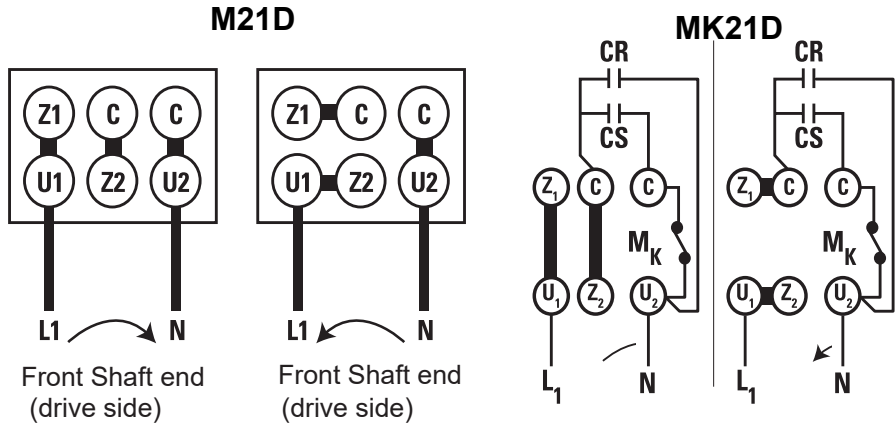 M21D
Z1 C C
U1 Z2 U2
L1 N
Front Shaft end
(drive side)
Z1 C C
U1 Z2 U2
L1 N
Front Shaft end
(drive side)
MK21D
CR
CS
Z1 C C
MK
U1 Z2 U2
L1 N
CR
CS
Z1 C C
MK
U1 Z2 U2
L1 N